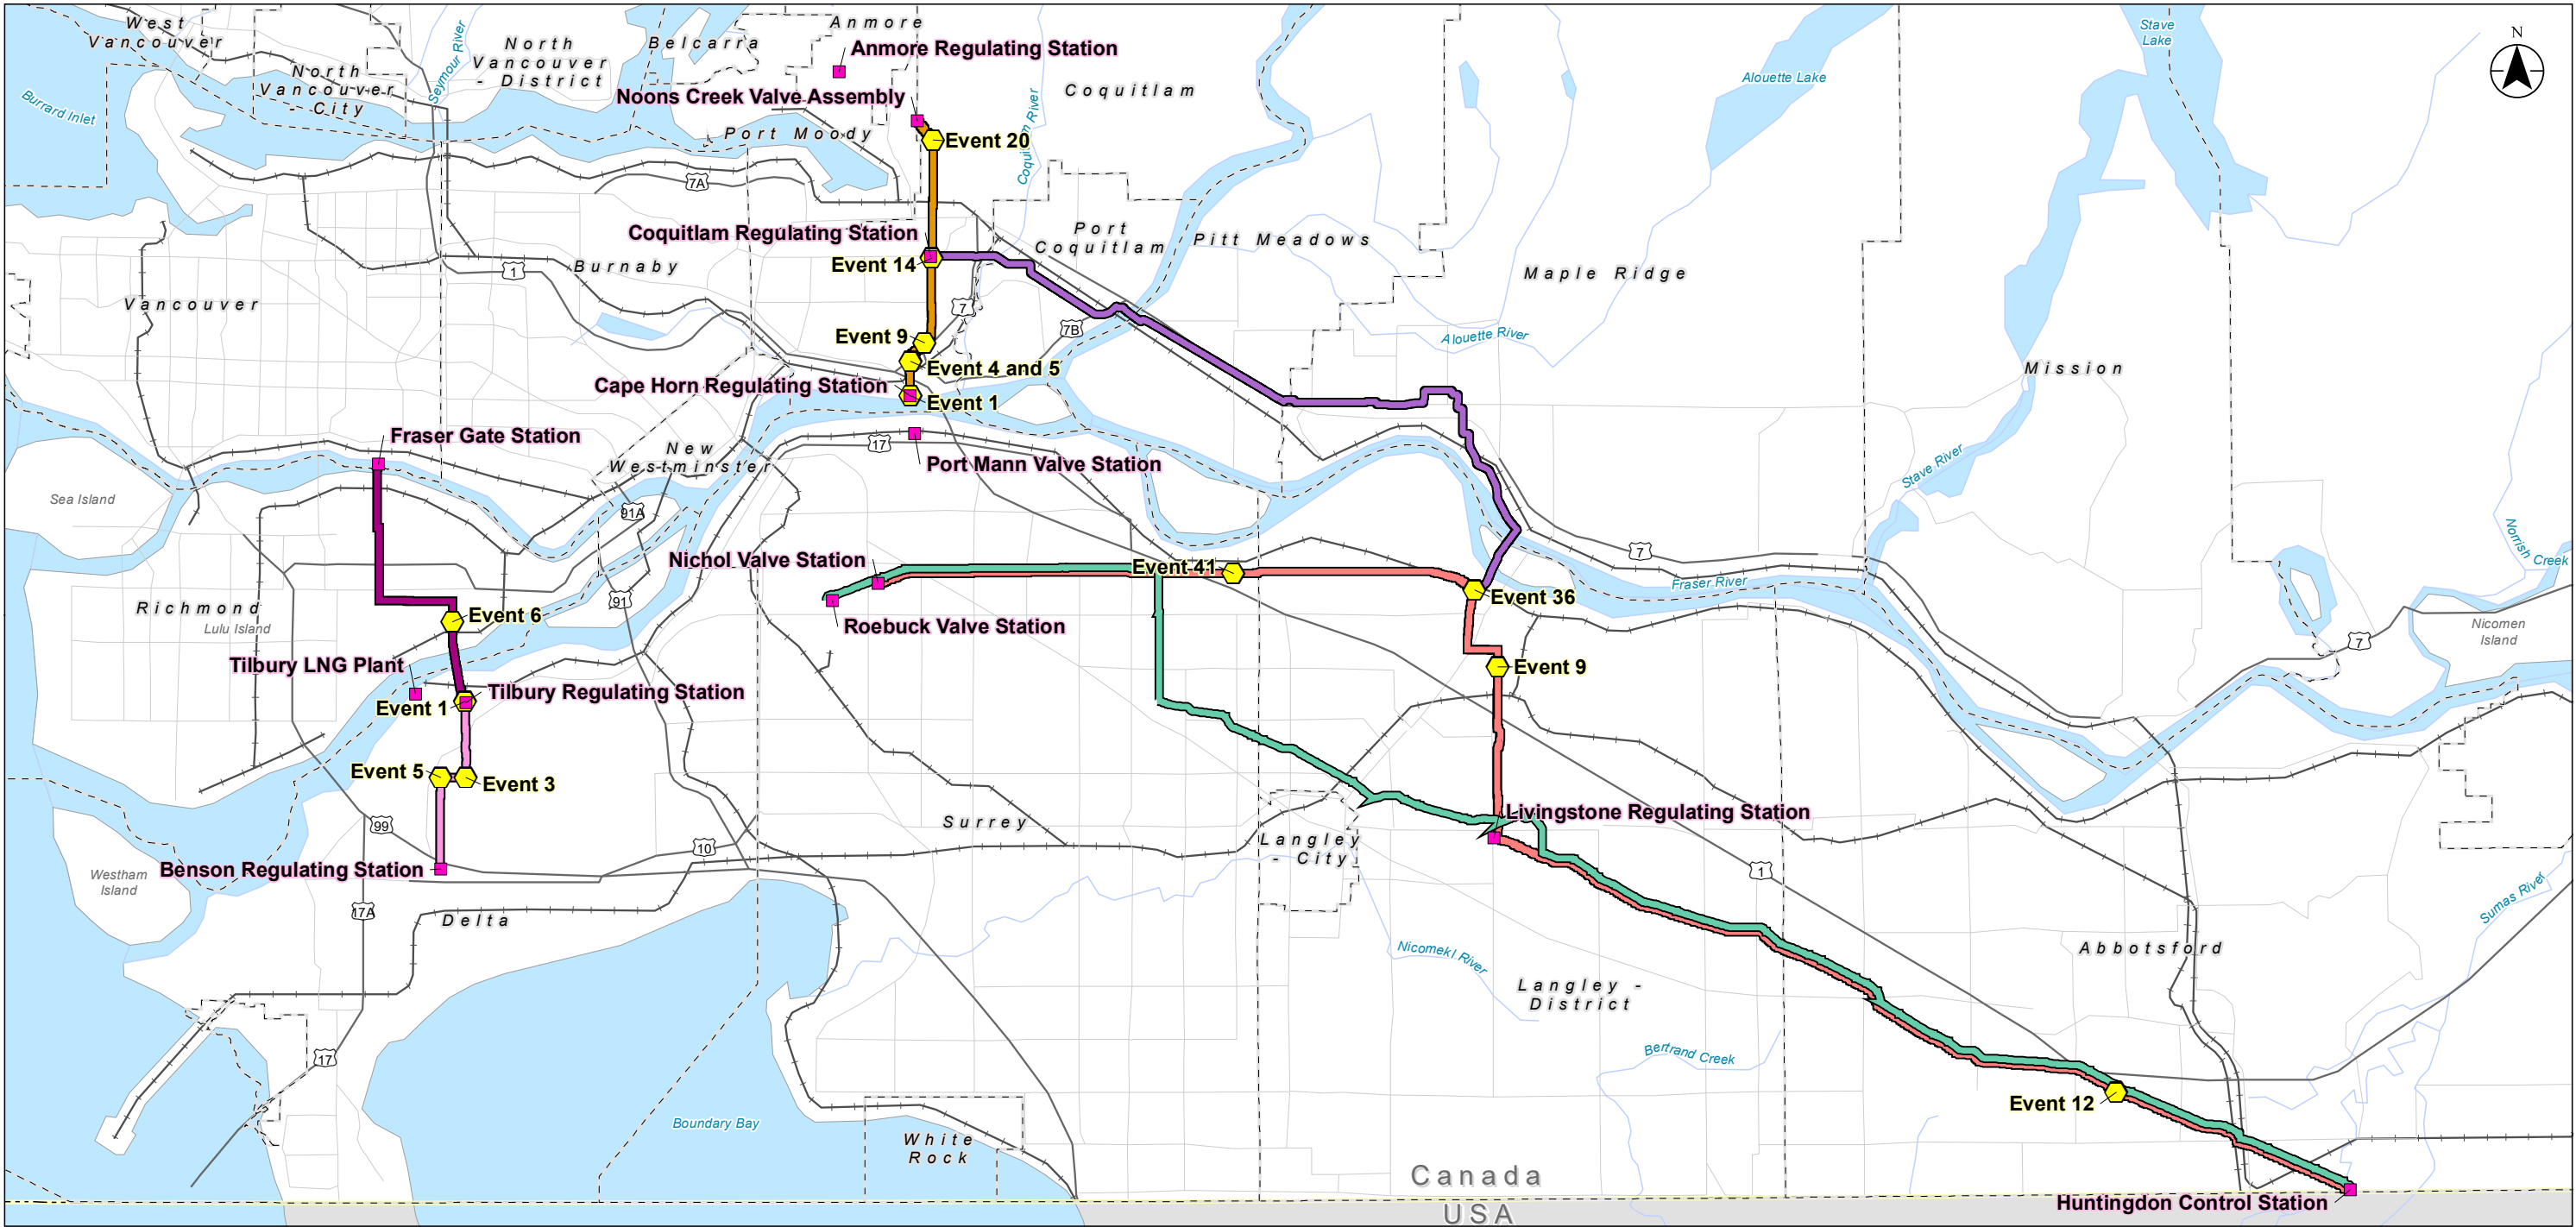 West
Vancouver
North
Vancouver
- City
Seymour River
North
Vancouver
- District
Belcarra
Anmore
Anmore Regulating Station
Noons Creek Valve Assembly
Coquitlam
Coquitlam River
Port Moody
Event 20
Burrard Inlet
Alouette Lake
Stave
Lake
N
7A
Coquitlam Regulating Station
Event 14
Port
Coquitlam
Pitt Meadows
Maple Ridge
1
Burnaby
Vancouver
7
7B
Event 9
Event 4 and 5
Cape Horn Regulating Station
Event 1
Alouette River
Mission
Fraser Gate Station
New
Westminster
17
Port Mann Valve Station
Stave River
Sea Island
91A
Nichol Valve Station
Event 41
7
Norrish Creek
Fraser River
Event 36
Richmond
Lulu Island
91
Event 6
Roebuck Valve Station
Nicomen
Island
7
Tilbury LNG Plant
Tilbury Regulating Station
Event 1
Event 9
Event 5
Event 3
99
Surrey
Livingstone Regulating Station
10
Langley
- City
Benson Regulating Station
Westham
Island
1
17A
Delta
Sumas River
Nicomekl River
Abbotsford
Langley -
District
17
Bertrand Creek
Boundary Bay
Event 12
White
Rock
Canada
USA
Huntingdon Control Station